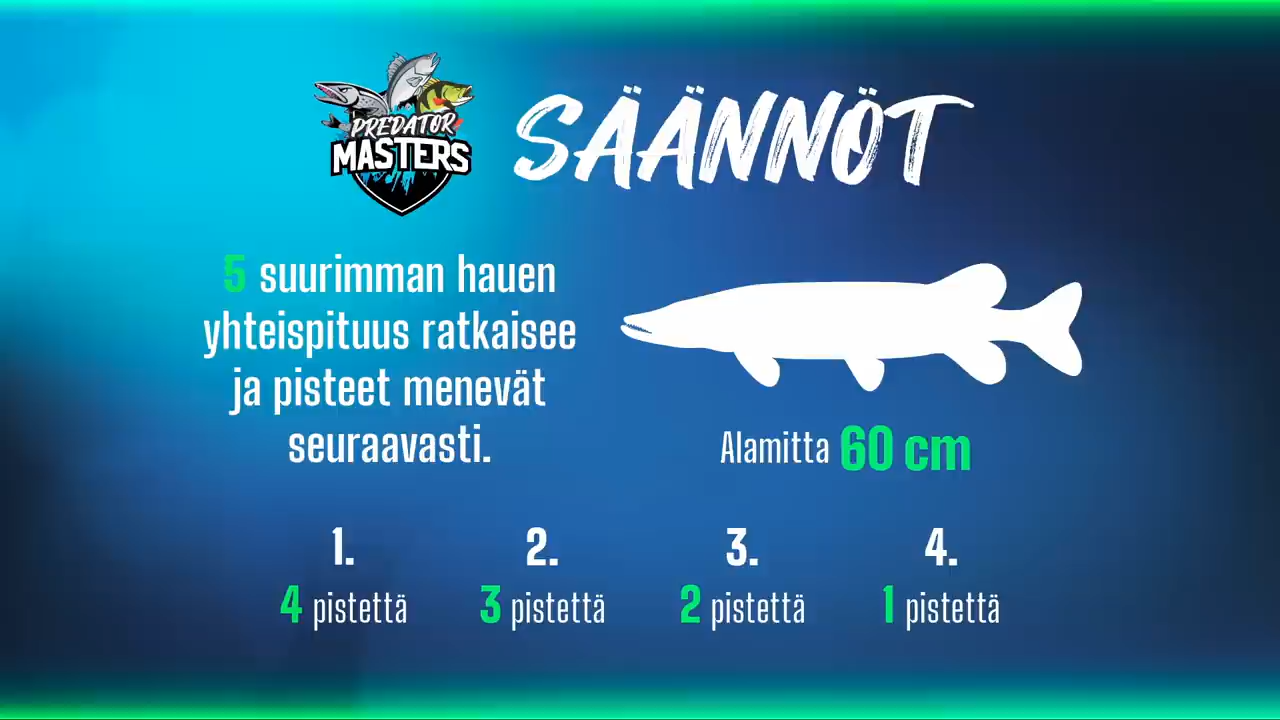 PREDATOR
MASTERS
SÄÄNNÖT
5 suurimman hauen
yhteispituus ratkaisee
ja pisteet menevät
seuraavasti.
Alamitta 60 cm
1. 2. 3. 4.
4 pistettä 3 pistettä 2 pistettä 1 pistettä